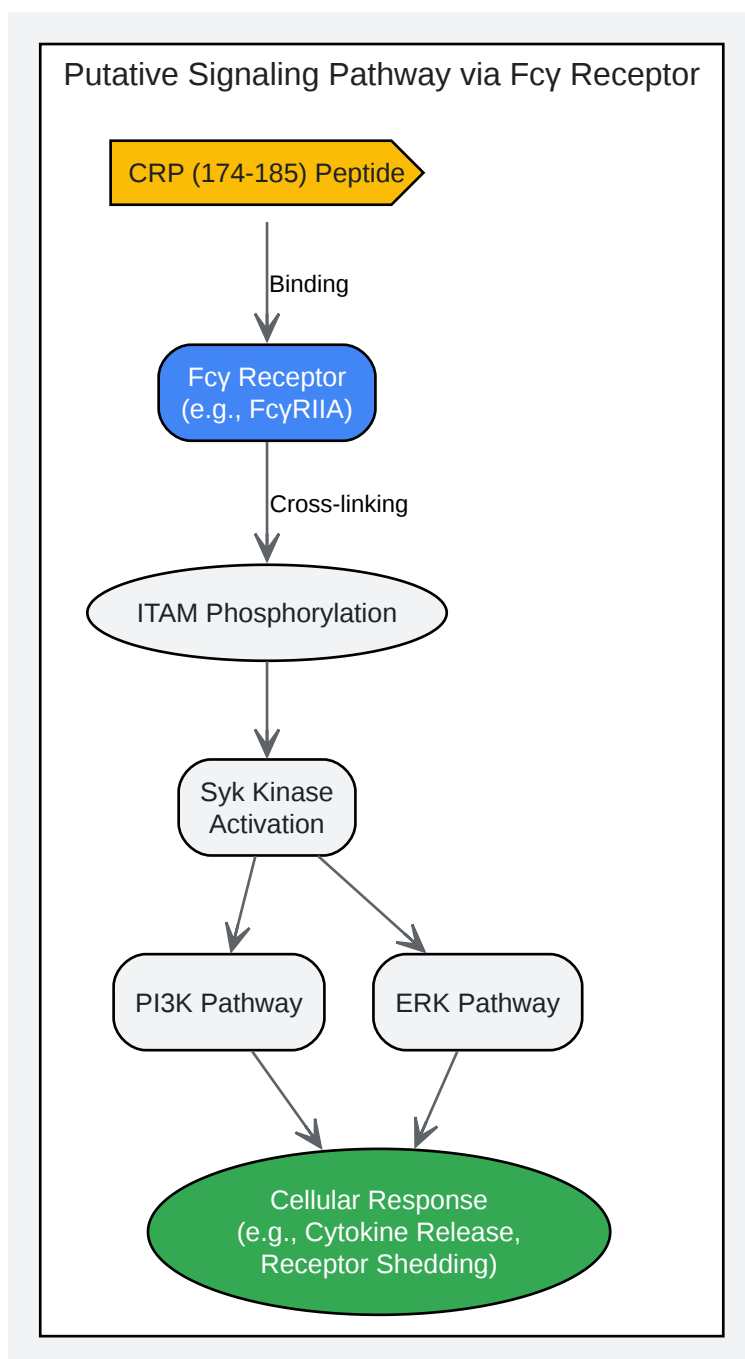 Putative Signaling Pathway via Fcγ Receptor
CRP (174-185) Peptide
Binding
Fcγ Receptor
(e.g., FcγRIIA)
Cross-linking
ITAM Phosphorylation
Syk Kinase
Activation
PI3K Pathway
ERK Pathway
Cellular Response
(e.g., Cytokine Release,
Receptor Shedding)